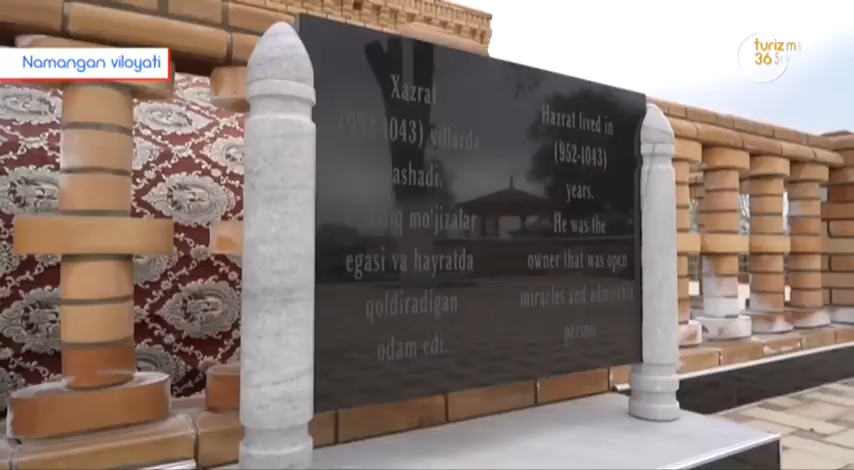 Namangan viloyati
turizm
365
Xazrat
(952-1043) yillarda
yashadi.
mo'jizalar
egasi va hayratda
qoldiradigan
odam edi.
Hazrat lived in
(952-1043)
years.
He was the
owner that was open
miracles and admirable
person.